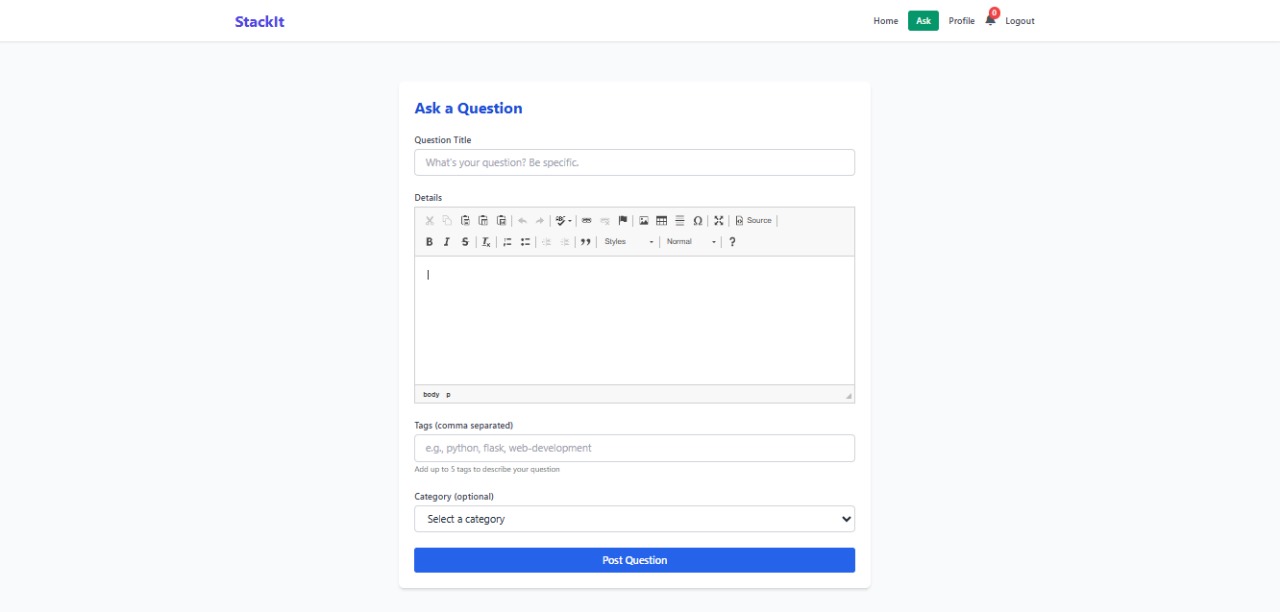 StackIt
Home Ask Profile 0 Logout
Ask a Question
Question Title
What's your question? Be specific.
Details
Source
B I S Tx Styles Normal ?
body p
Tags (comma separated)
e.g., python, flask, web-development
Add up to 5 tags to describe your question
Category (optional)
Select a category
Post Question